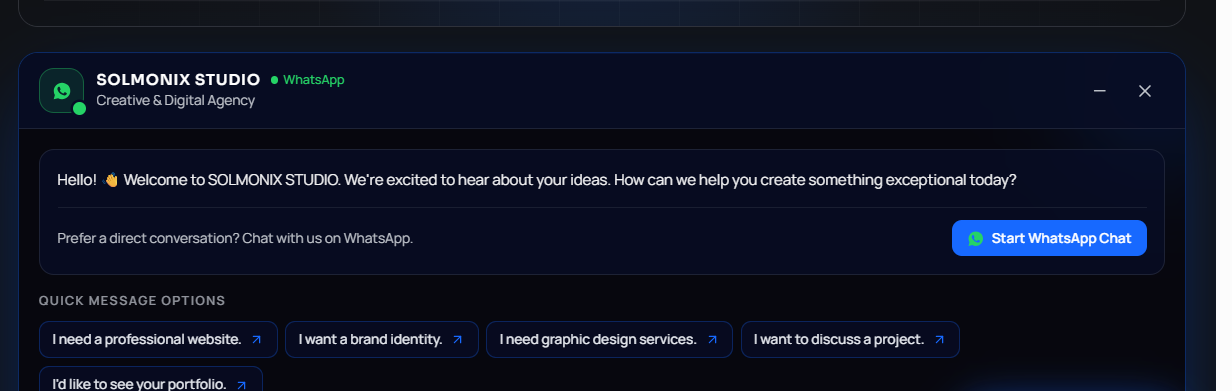 SOLMONIX STUDIO WhatsApp
Creative & Digital Agency
Hello! 👋 Welcome to SOLMONIX STUDIO. We're excited to hear about your ideas. How can we help you create something exceptional today?
Prefer a direct conversation? Chat with us on WhatsApp.
Start WhatsApp Chat
QUICK MESSAGE OPTIONS
I need a professional website.
I want a brand identity.
I need graphic design services.
I want to discuss a project.
I'd like to see your portfolio.